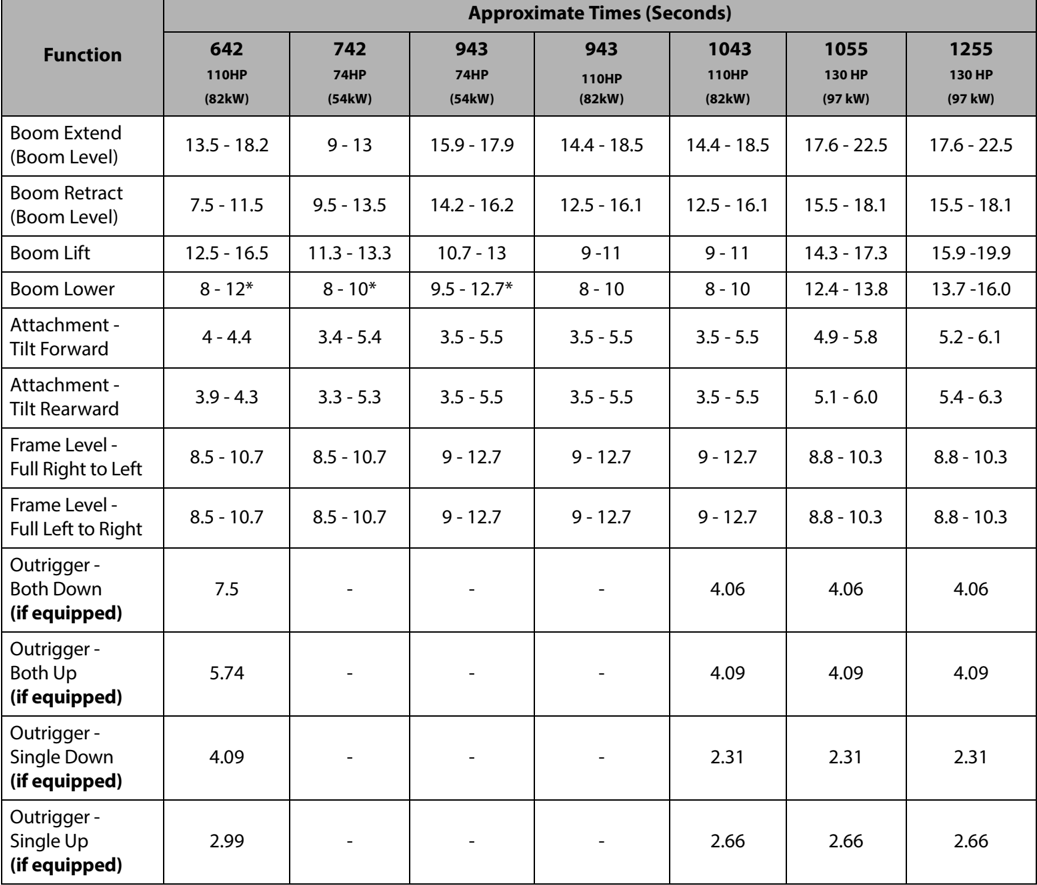 Approximate Times (Seconds)
Function
642 742 943 943 1043 1055 1255
110HP 74HP 74HP 110HP 110HP 130 HP 130 HP
(82kW) (54kW) (54kW) (82kW) (82kW) (97 kW) (97 kW)
Boom Extend
(Boom Level)
13.5 - 18.2 9 - 13 15.9 - 17.9 14.4 - 18.5 14.4 - 18.5 17.6 - 22.5 17.6 - 22.5
Boom Retract
(Boom Level)
7.5 - 11.5 9.5 - 13.5 14.2 - 16.2 12.5 - 16.1 12.5 - 16.1 15.5 - 18.1 15.5 - 18.1
Boom Lift 12.5 - 16.5 11.3 - 13.3 10.7 - 13 9 -11 9 - 11 14.3 - 17.3 15.9 -19.9
Boom Lower 8 - 12* 8 - 10* 9.5 - 12.7* 8 - 10 8 - 10 12.4 - 13.8 13.7 -16.0
Attachment -
Tilt Forward
4 - 4.4 3.4 - 5.4 3.5 - 5.5 3.5 - 5.5 3.5 - 5.5 4.9 - 5.8 5.2 - 6.1
Attachment -
Tilt Rearward
3.9 - 4.3 3.3 - 5.3 3.5 - 5.5 3.5 - 5.5 3.5 - 5.5 5.1 - 6.0 5.4 - 6.3
Frame Level -
Full Right to Left
8.5 - 10.7 8.5 - 10.7 9 - 12.7 9 - 12.7 9 - 12.7 8.8 - 10.3 8.8 - 10.3
Frame Level -
Full Left to Right
8.5 - 10.7 8.5 - 10.7 9 - 12.7 9 - 12.7 9 - 12.7 8.8 - 10.3 8.8 - 10.3
Outrigger -
Both Down
(if equipped)
7.5 - - - 4.06 4.06 4.06
Outrigger -
Both Up
(if equipped)
5.74 - - - 4.09 4.09 4.09
Outrigger -
Single Down
(if equipped)
4.09 - - - 2.31 2.31 2.31
Outrigger -
Single Up
(if equipped)
2.99 - - - 2.66 2.66 2.66